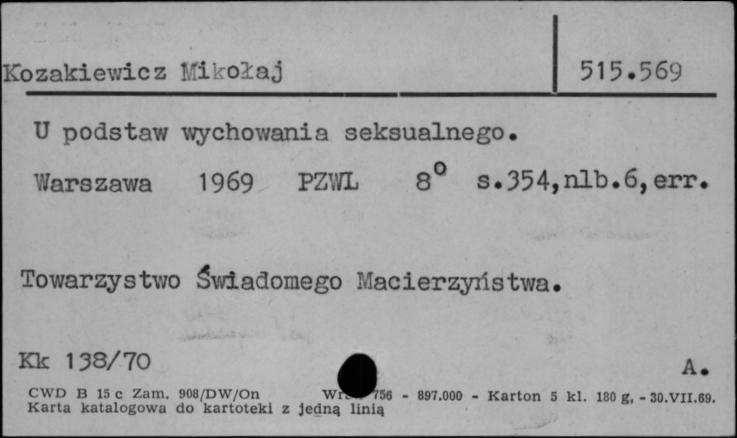 Kozakiewicz Mikołaj 515.569
U podstaw wychowania seksualnego.
Warszawa 1969 PZWL 8° s.354,nlb.6,err.
Towarzystwo Świadomego Macierzyństwa.
Kk 138/70 A.
CWD B 15 c Zam. 908/DW/On 756 - 897.000 - Karton 5 kl. 180 g, - 30.VII.69.
Karta katalogowa do kartoteki z jedną linią